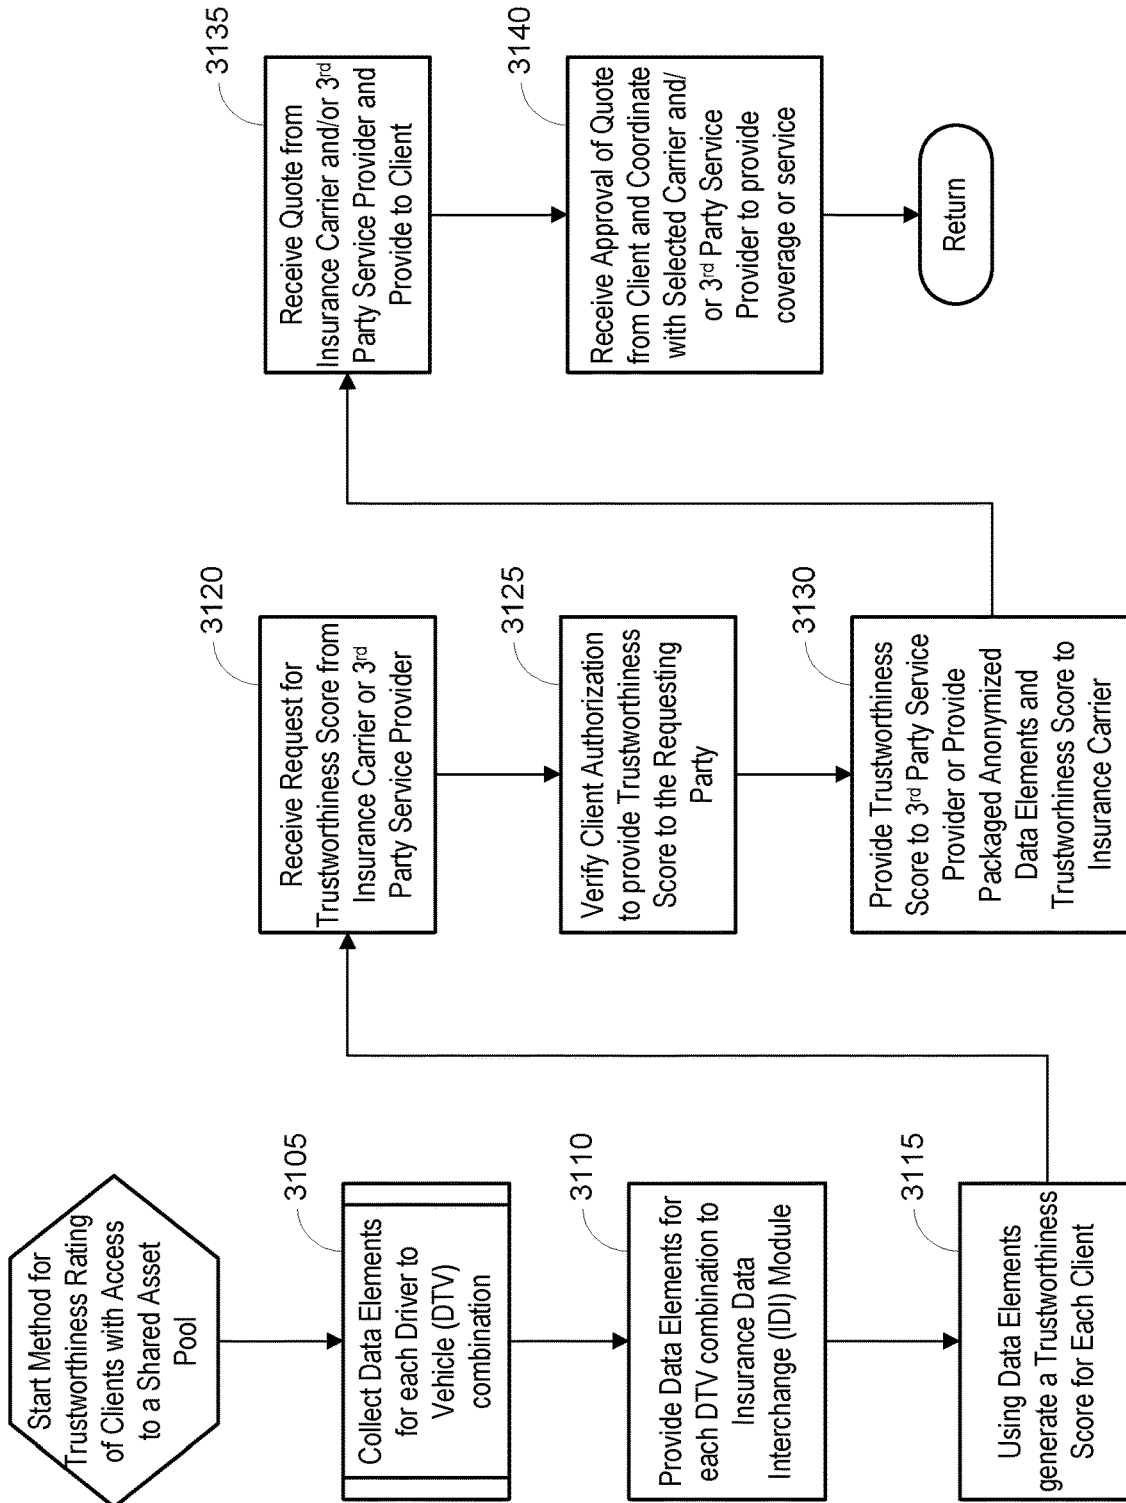 Start Method for
Trustworthiness Rating
of Clients with Access
to a Shared Asset
Pool
3105
Collect Data Elements
for each Driver to
Vehicle (DTV)
combination
3110
Provide Data Elements for
each DTV combination to
Insurance Data
Interchange (IDI) Module
3115
Using Data Elements
generate a Trustworthiness
Score for Each Client
3120
Receive Request for
Trustworthiness Score from
Insurance Carrier or 3rd
Party Service Provider
3125
Verify Client Authorization
to provide Trustworthiness
Score to the Requesting
Party
3130
Provide Trustworthiness
Score to 3rd Party Service
Provider or Provide
Packaged Anonymized
Data Elements and
Trustworhiness Score to
Insurance Carrier
3135
Receive Quote from
Insurance Carrier and/or 3rd
Party Service Provider and
Provide to Client
3140
Receive Approval of Quote
from Client and Coordinate
with Selected Carrier and/
or 3rd Party Service
Provider to provide
coverage or service
Return